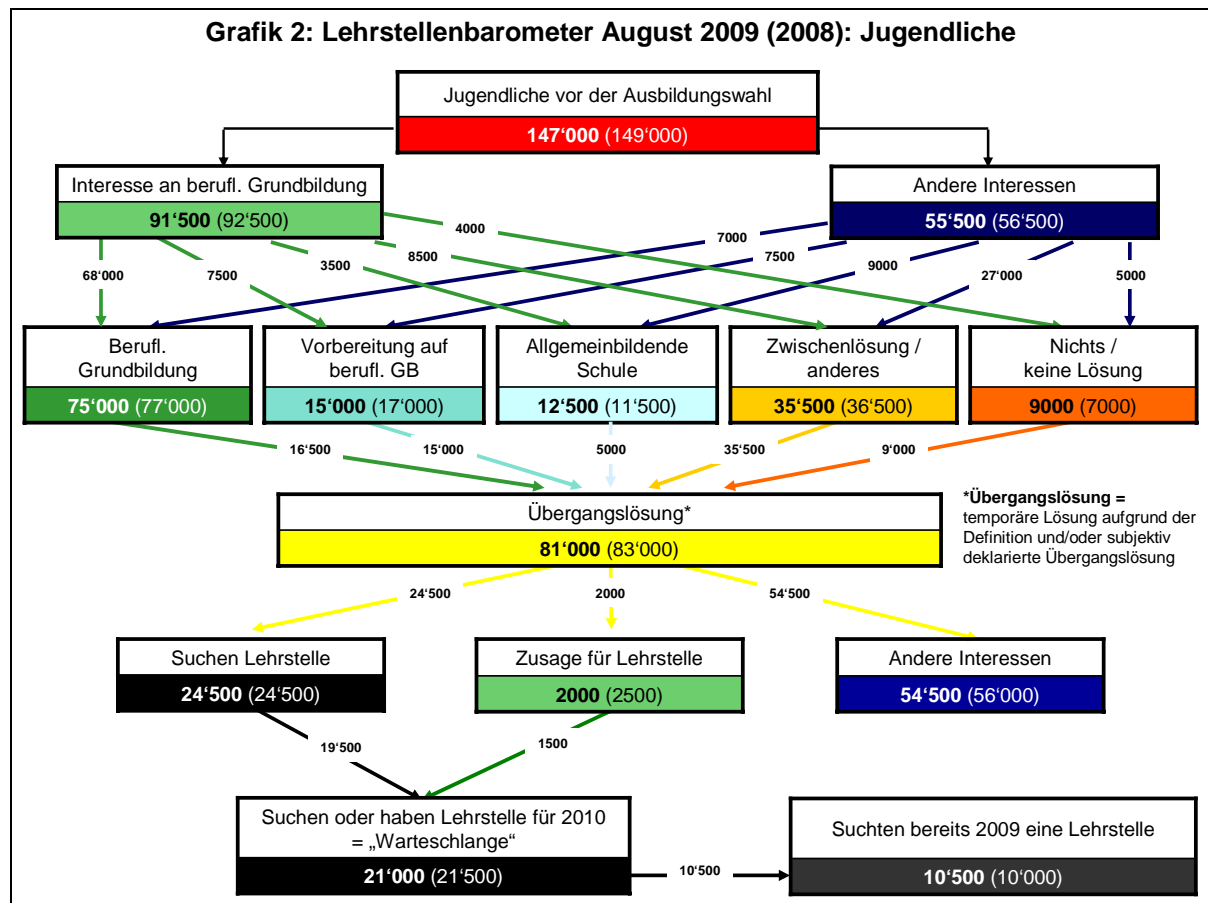 Grafik 2: Lehrstellenbarometer August 2009 (2008): Jugendliche
Jugendliche vor der Ausbildungswahl
147‘000 (149‘000)
Interesse an berufl. Grundbildung
91‘500 (92‘500)
Andere Interessen
55‘500 (56‘500)
4000
7000
68‘000
7500
3500
8500
7500
9000
27‘000
5000
Berufl.
Grundbildung
75‘000 (77‘000)
Vorbereitung auf
berufl. GB
15‘000 (17‘000)
Allgemeinbildende
Schule
12‘500 (11‘500)
Zwischenlösung /
anderes
35‘500 (36‘500)
Nichts /
keine Lösung
9000 (7000)
16‘500
15‘000
5000
35‘500
9‘000
Übergangslösung*
81‘000 (83‘000)
*Übergangslösung =
temporäre Lösung aufgrund der
Definition und/oder subjektiv
deklarierte Übergangslösung
24‘500
2000
54‘500
Suchen Lehrstelle
24‘500 (24‘500)
Zusage für Lehrstelle
2000 (2500)
Andere Interessen
54‘500 (56‘000)
19‘500
1500
Suchen oder haben Lehrstelle für 2010
= „Warteschlange“
21‘000 (21‘500)
10‘500
Suchten bereits 2009 eine Lehrstelle
10‘500 (10‘000)